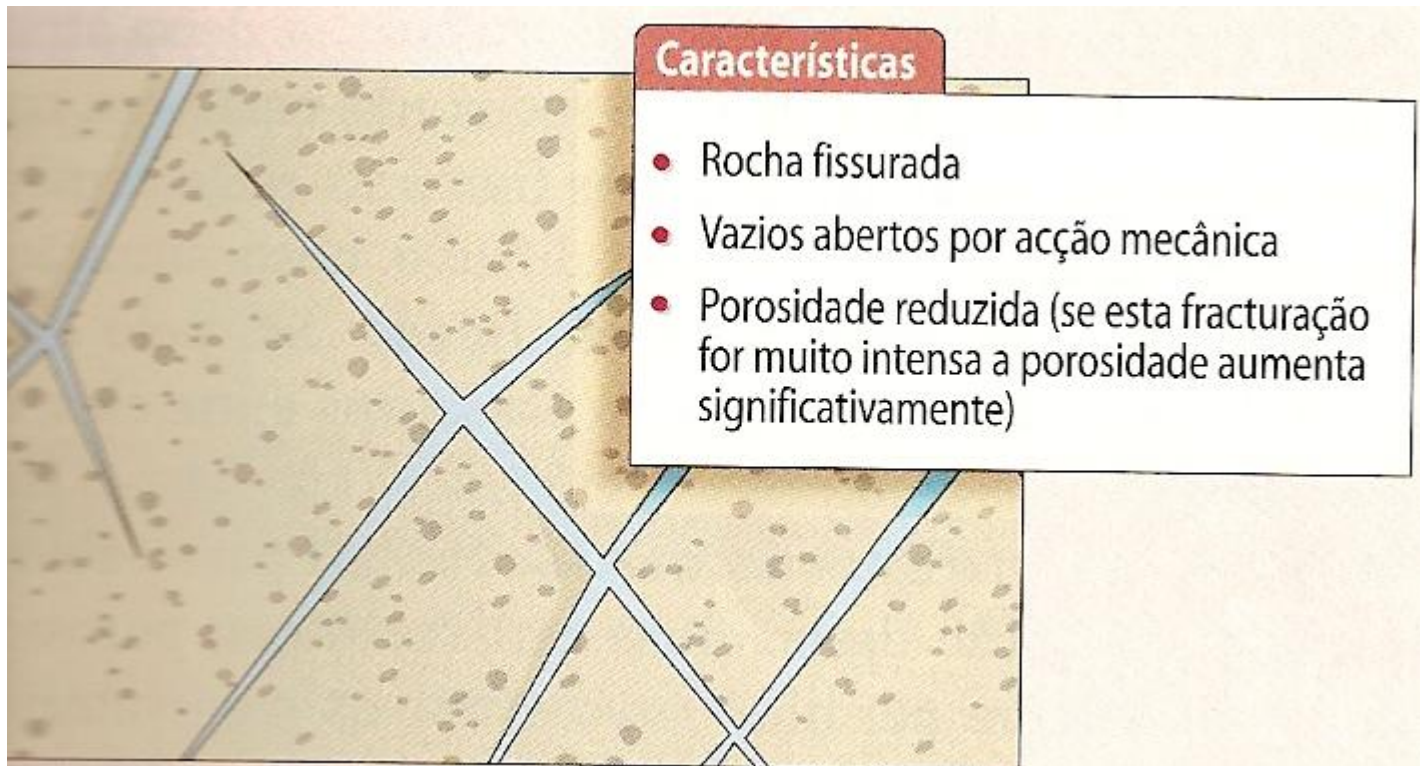 Características
• Rocha fissurada
• Vazios abertos por acção mecânica
• Porosidade reduzida (se esta fracturação
for muito intensa a porosidade aumenta
significativamente)